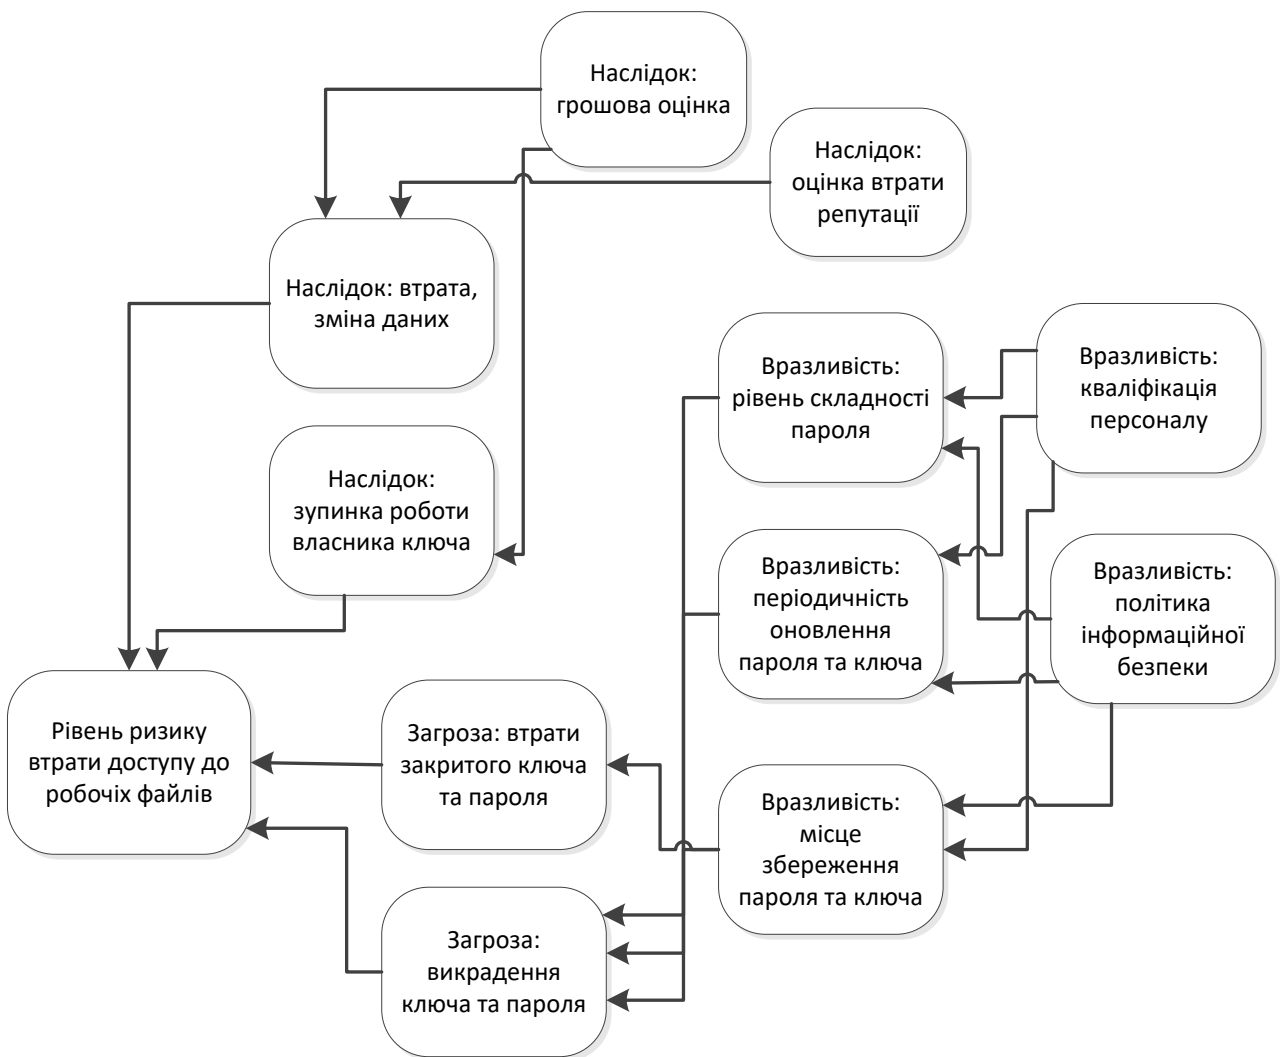 Наслідок:
грошова оцінка
Наслідок:
оцінка втрати
репутації
Наслідок: втрата,
зміна даних
Вразливість:
рівень складності
пароля
Вразливість:
кваліфікація
персоналу
Наслідок:
зупинка роботи
власника ключа
Вразливість:
періодичність
оновлення
пароля та ключа
Вразливість:
політика
інформаційної
безпеки
Рівень ризику
втрати доступу до
робочіх файлів
Загроза: втрати
закритого ключа
та пароля
Вразливість:
місце
збереження
пароля та ключа
Загроза:
викрадення
ключа та пароля